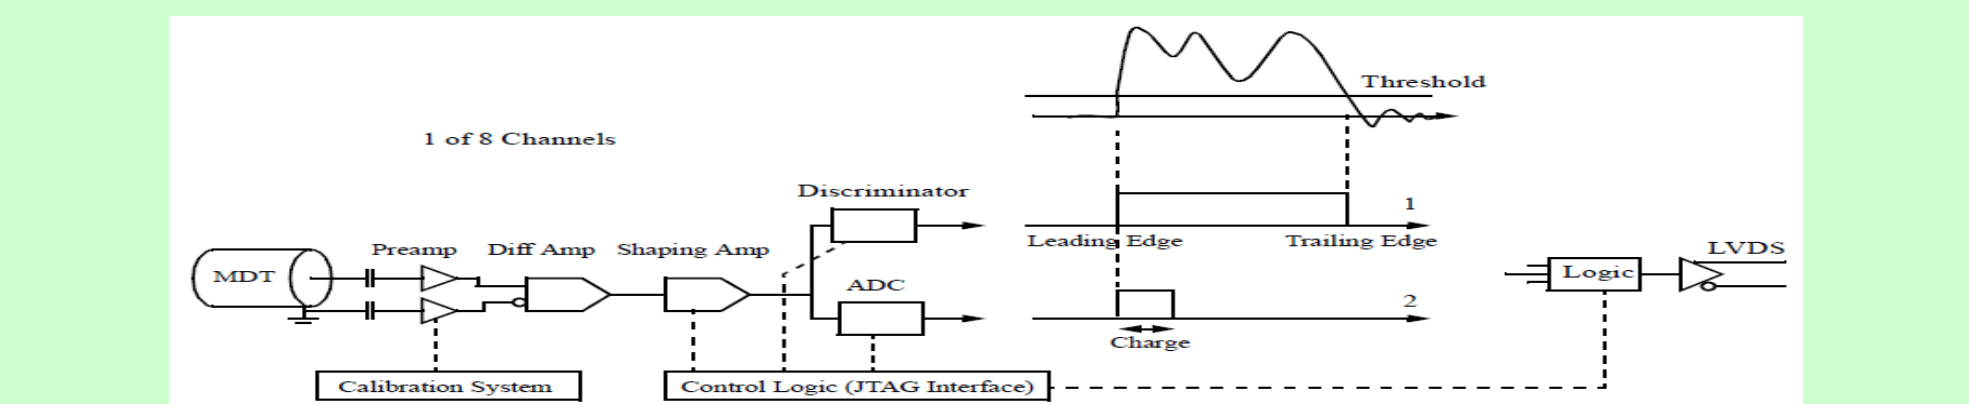 Threshold
1 of 8 Channels
Discriminator
1
Leading Edge
Trailing Edge
Preamp
Diff Amp
Shaping Amp
LVDS
MDT
Logic
ADC
2
Charge
Calibration System
Control Logic (JTAG Interface)